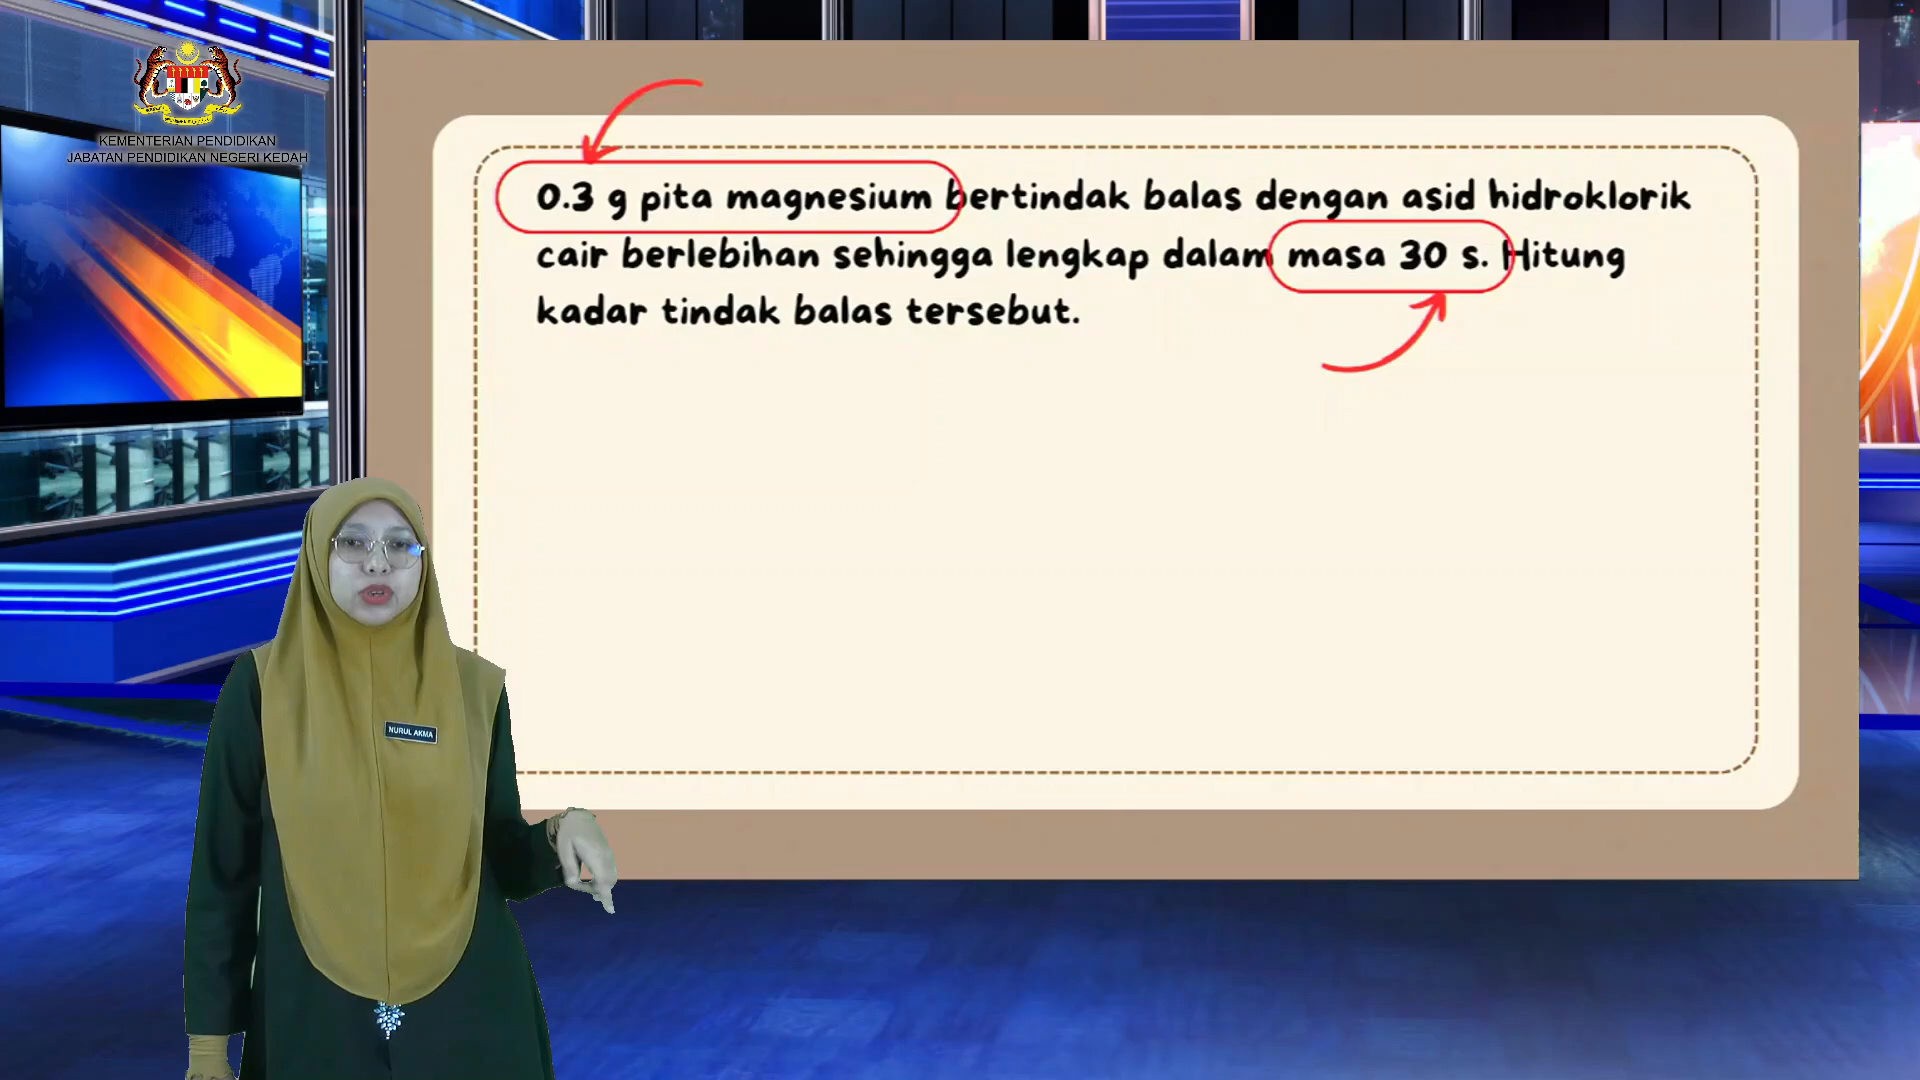 KEMENTERIAN PENDIDIKAN
JABATAN PENDIDIKAN NEGERI KEDAH
0.3 g pita magnesium bertindak balas dengan asid hidroklorik
cair berlebihan sehingga lengkap dalam masa 30 s. Hitung
kadar tindak balas tersebut.
NURUL AKMA